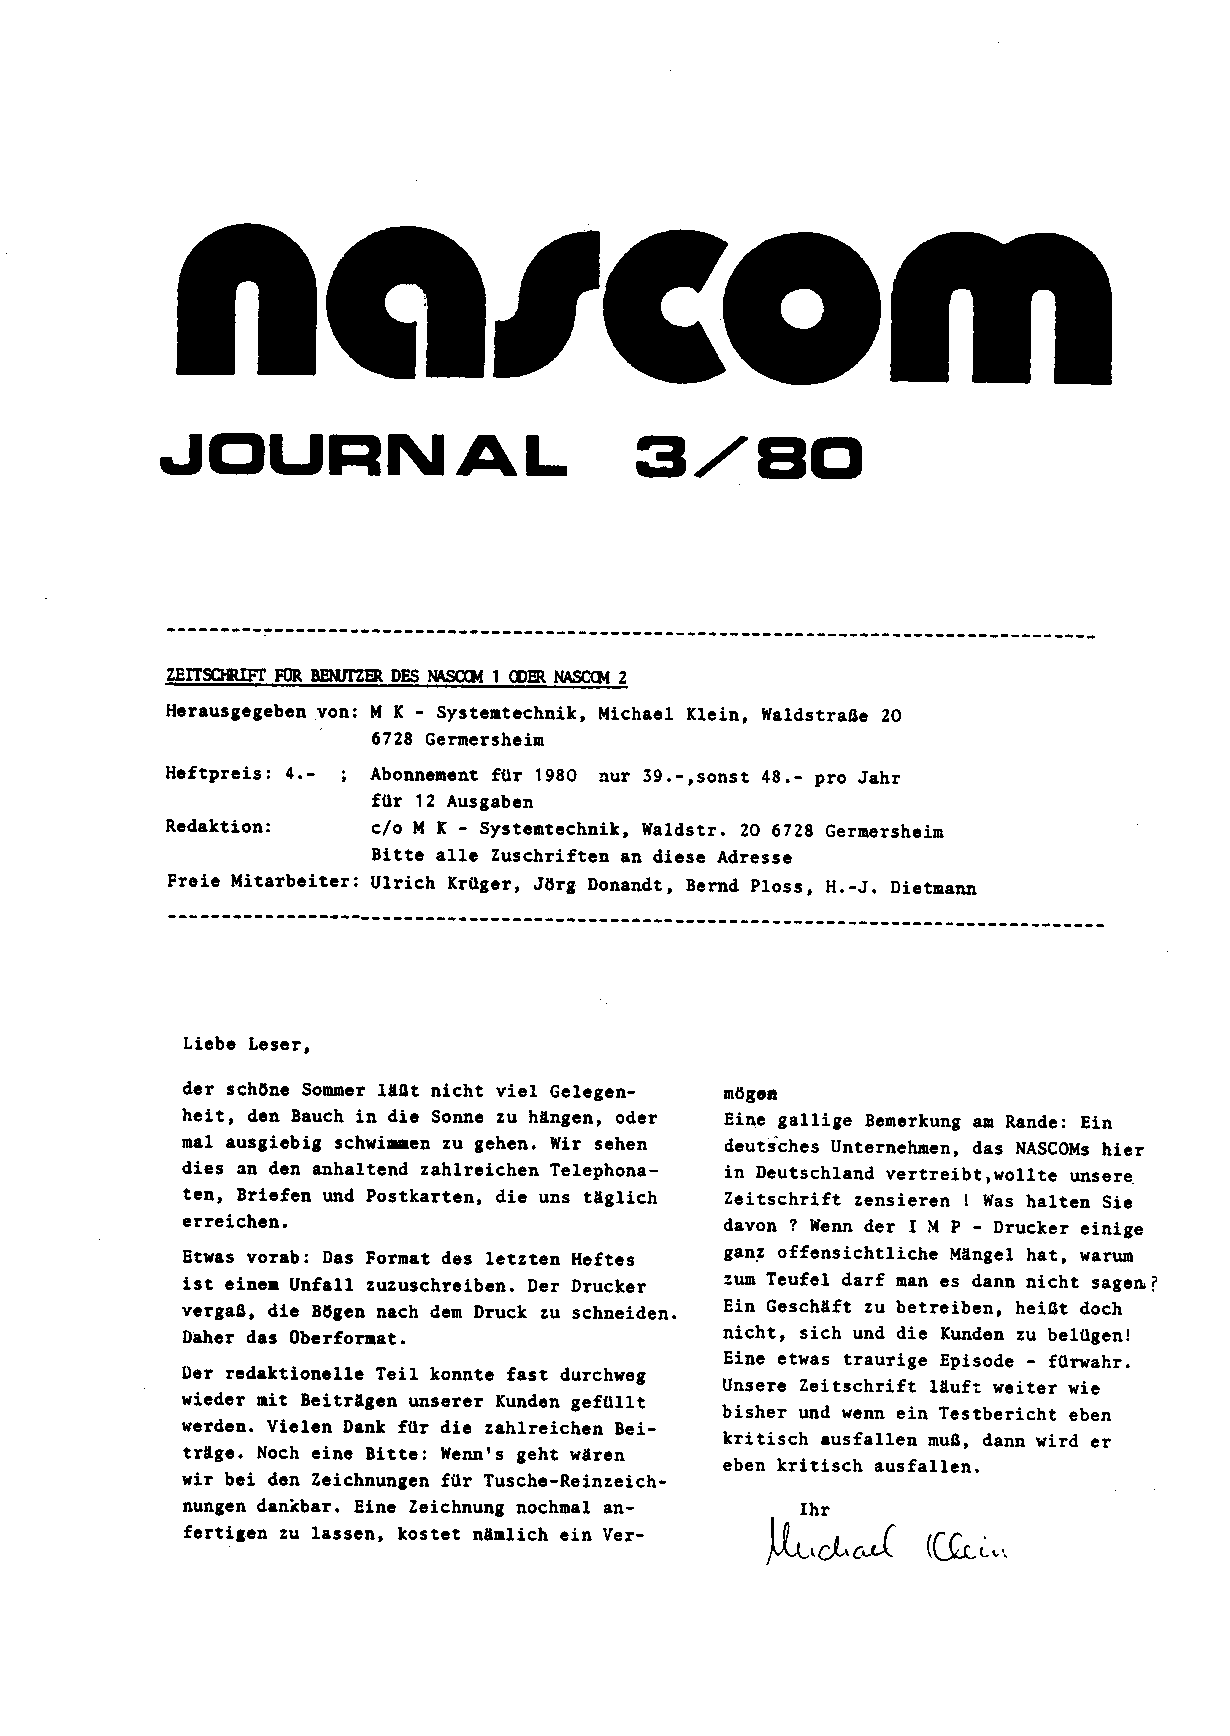 nascom
JOURNAL 3/80
ZEITSCHRIFT FÜR BENUTZER DES NASCOM 1 ODER NASCOM 2
Herausgegeben von: M K - Systemtechnik, Michael Klein, Waldstraße 20
6728 Germersheim
Heftpreis: 4.- ; Abonnement für 1980 nur 39.-,sonst 48.- pro Jahr
für 12 Ausgaben
Redaktion: c/o M K - Systemtechnik, Waldstr. 20 6728 Germersheim
Bitte alle Zuschriften an diese Adresse
Freie Mitarbeiter: Ulrich Krüger, Jörg Donandt, Bernd Ploss, H.-J. Dietmann
Liebe Leser,
der schöne Sommer läßt nicht viel Gelegen-
heit, den Bauch in die Sonne zu hängen, oder
mal ausgiebig schwimmen zu gehen. Wir sehen
dies an den anhaltend zahlreichen Telephona-
ten, Briefen und Postkarten, die uns täglich
erreichen.
Etwas vorab: Das Format des letzten Heftes
ist einem Unfall zuzuschreiben. Der Drucker
vergaß, die Bögen nach dem Druck zu schneiden.
Daher das Oberformat.
Der redaktionelle Teil konnte fast durchweg
wieder mit Beiträgen unserer Kunden gefüllt
werden. Vielen Dank für die zahlreichen Bei-
träge. Noch eine Bitte: Wenn's geht wären
wir bei den Zeichnungen für Tusche-Reinzeich-
nungen dankbar. Eine Zeichnung nochmal an-
fertigen zu lassen, kostet nämlich ein Ver-
mögen
Eine gallige Bemerkung am Rande: Ein
deutsches Unternehmen, das NASCOMs hier
in Deutschland vertreibt,wollte unsere
Zeitschrift zensieren ! Was halten Sie
davon ? Wenn der I M P - Drucker einige
ganz offensichtliche Mängel hat, warum
zum Teufel darf man es dann nicht sagen?
Ein Geschäft zu betreiben, heißt doch
nicht, sich und die Kunden zu belügen!
Eine etwas traurige Episode - fürwahr.
Unsere Zeitschrift läuft weiter wie
bisher und wenn ein Testbericht eben
kritisch ausfallen muß, dann wird er
eben kritisch ausfallen.
Ihr
Michael Klein